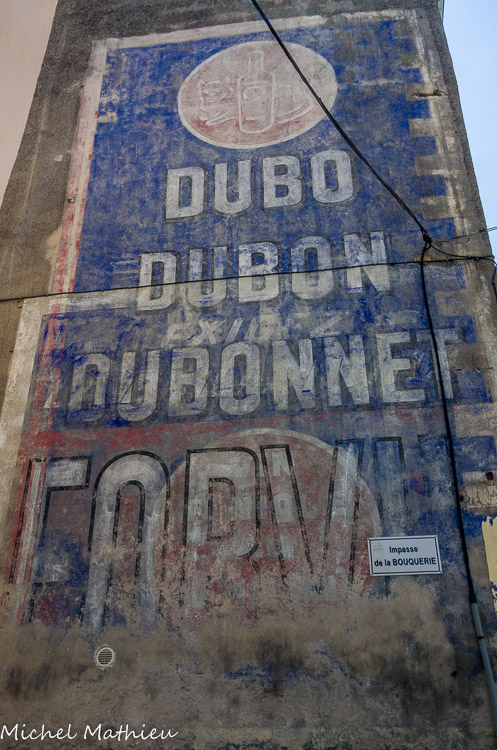 DUBO
DUBON
DUBONNET
Impasse
de la BOUQUERIE
Michel Mathieu